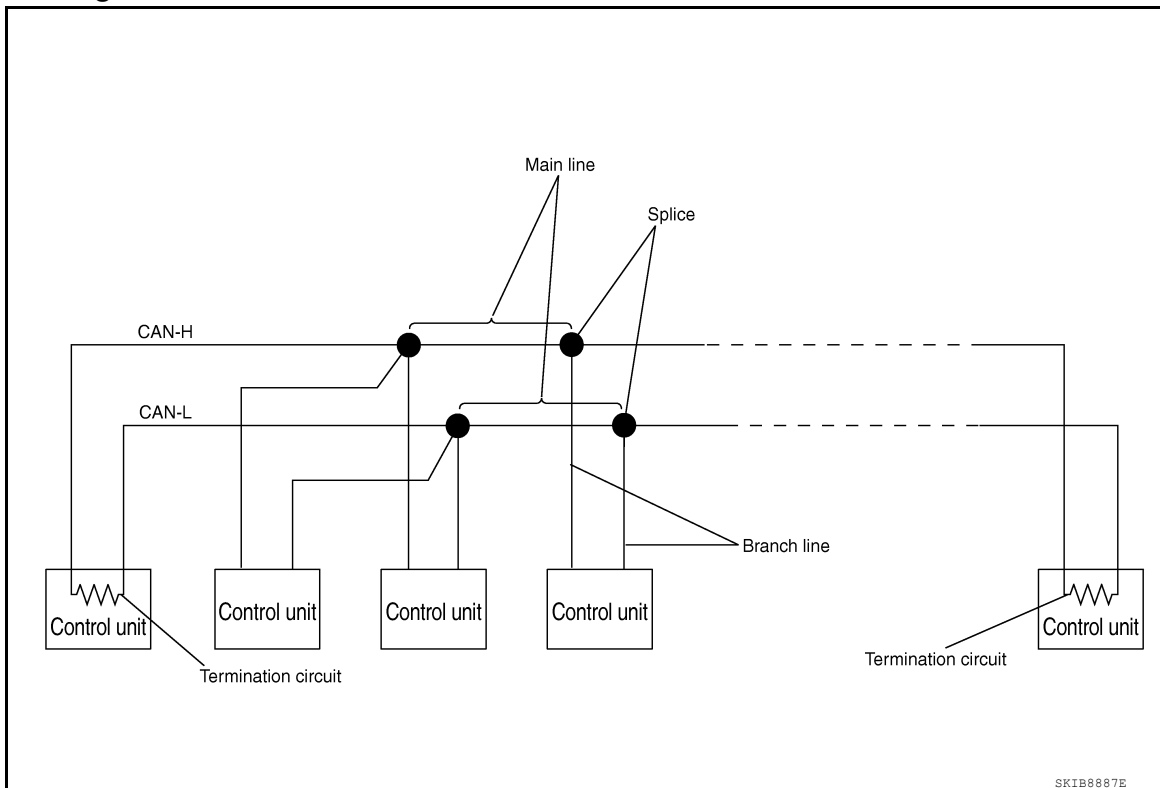 Main line
Splice
CAN-H
CAN-L
Branch line
Control unit
Control unit
Control unit
Control unit
Control unit
Termination circuit
Termination circuit
SKIB8887E